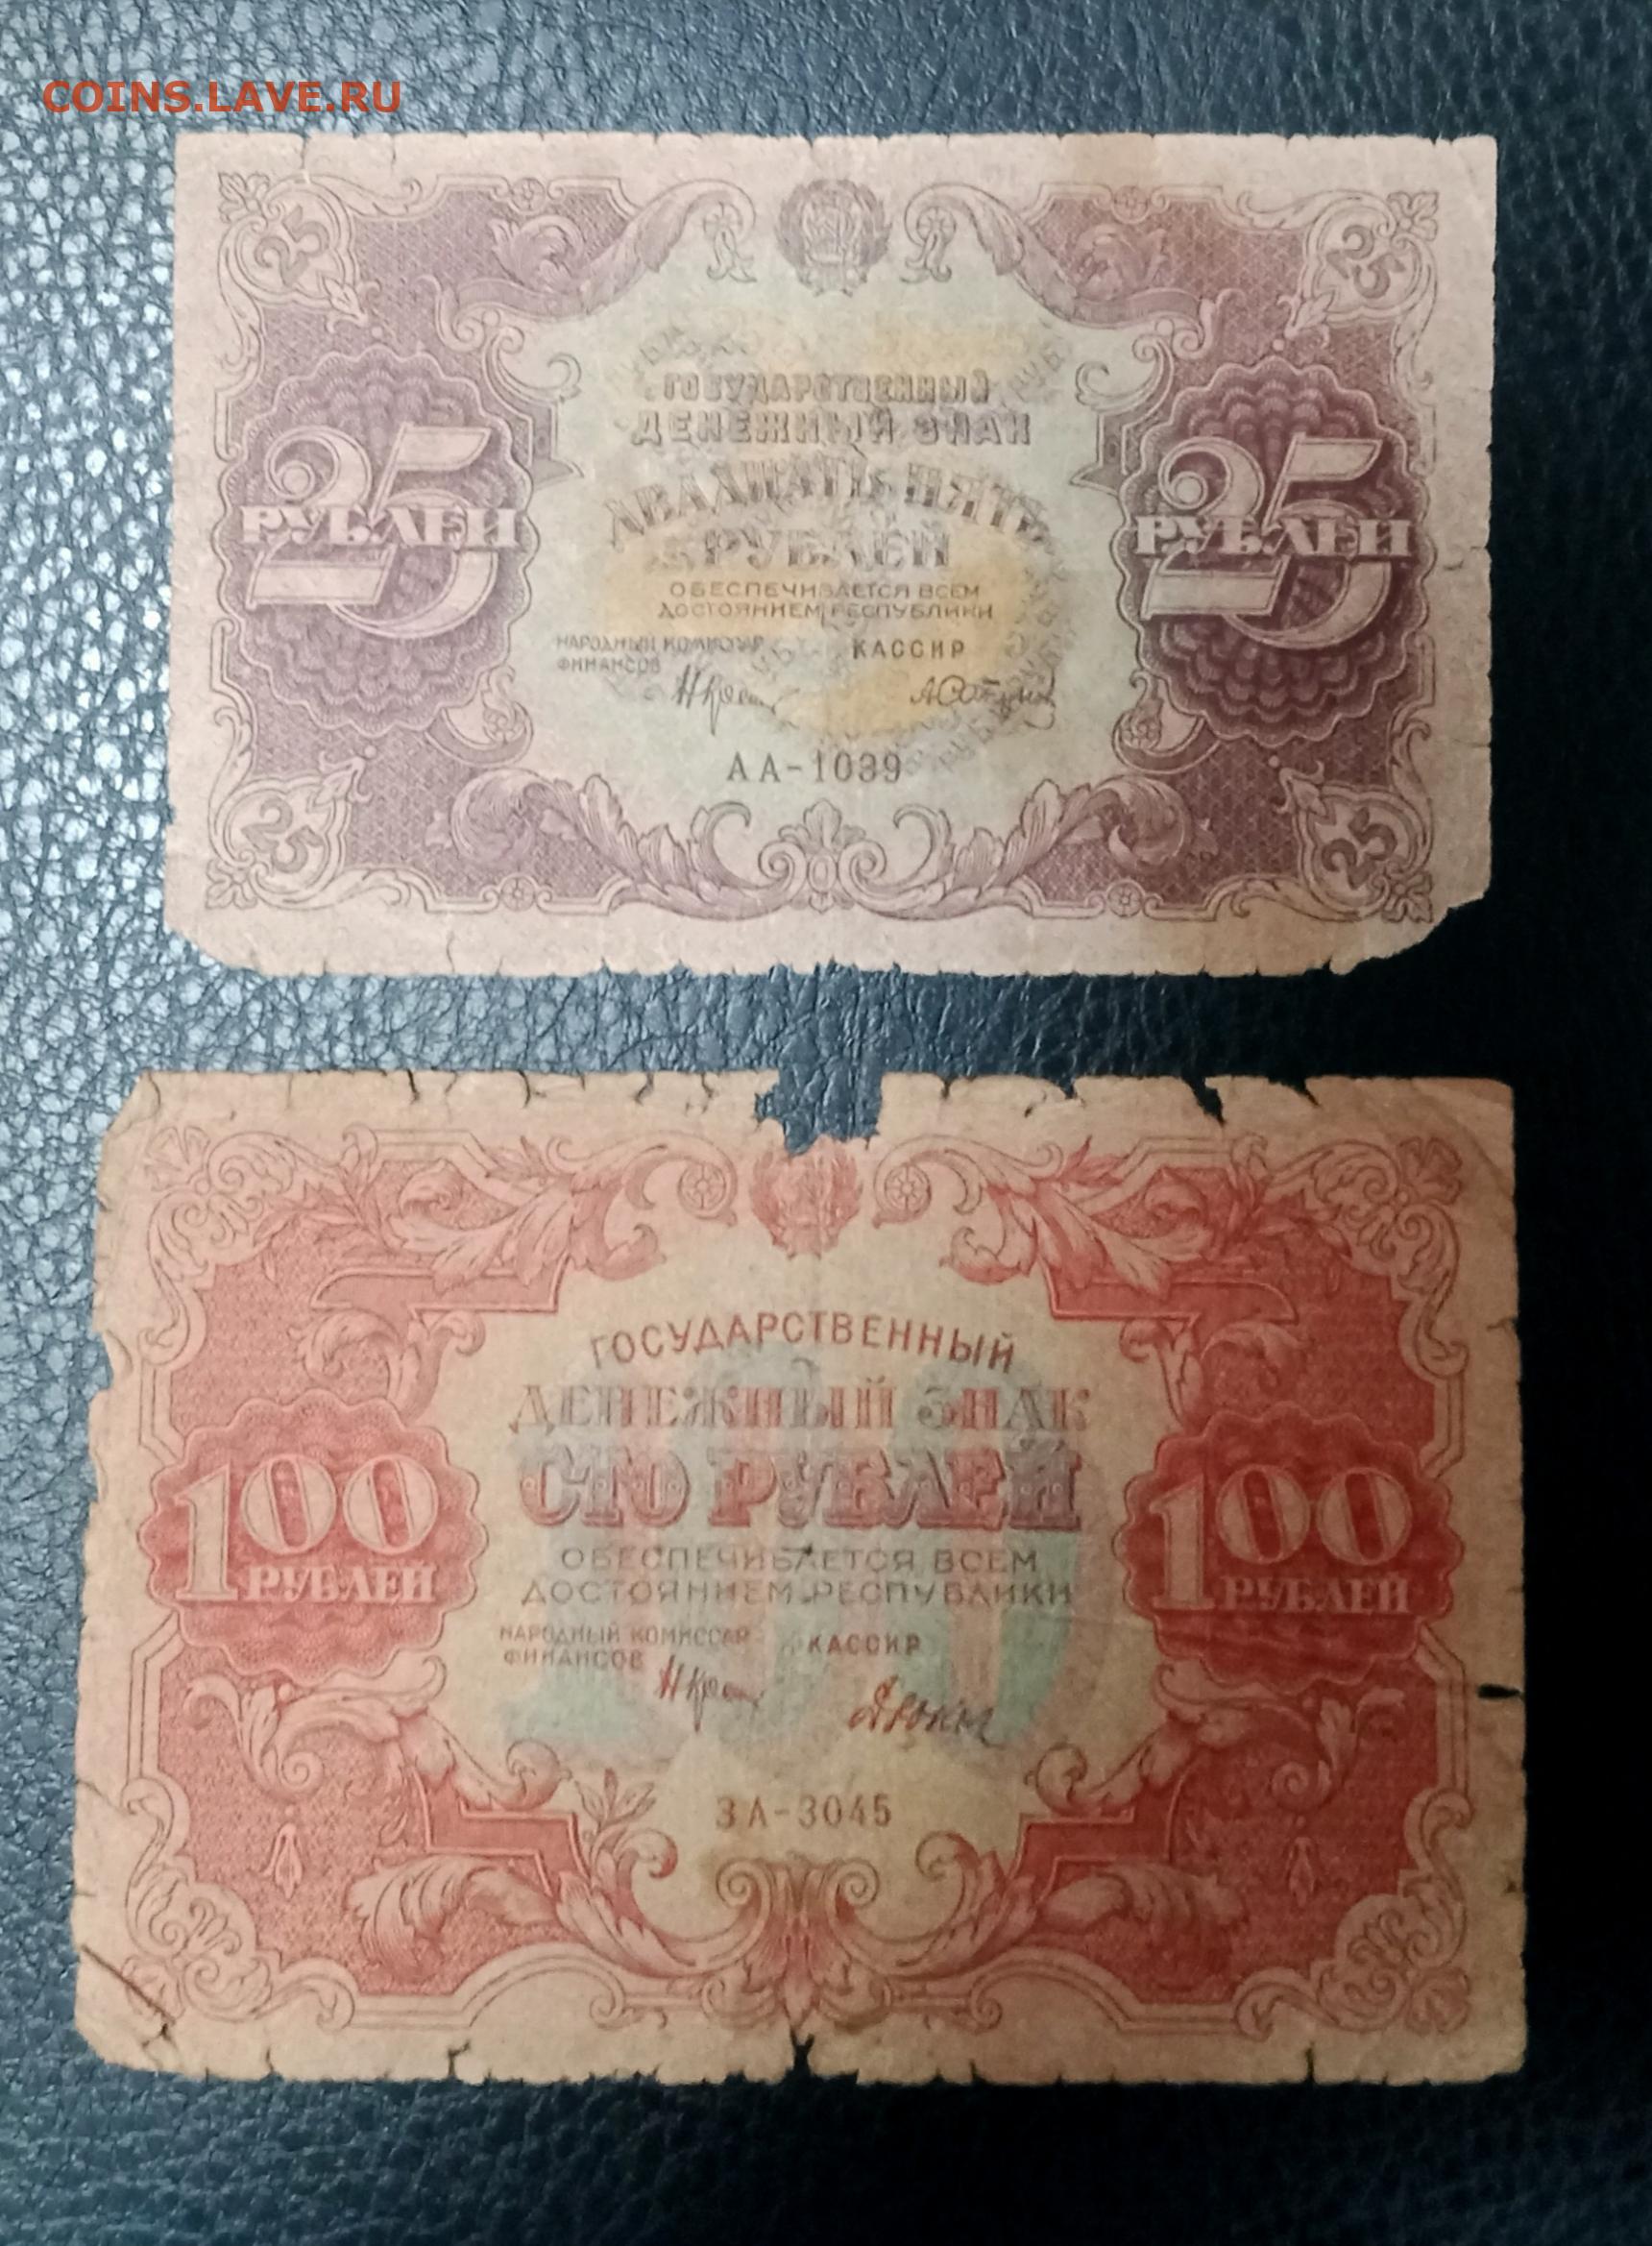 COINS.LAVE.RU
25 25
ГОСУДАРСТВЕННЫЙ
ДЕНЕЖНЫЙ ЗНАК
ДВАДЦАТЬ ПЯТЬ
РУБЛЕЙ
25 РУБЛЕЙ
25 РУБЛЕЙ
ОБЕСПЕЧИВАЕТСЯ ВСЕМ
ДОСТОЯНИЕМ РЕСПУБЛИКИ
НАРОДНЫЙ КОМИССАР
ФИНАНСОВ
КАССИР
АА-1039
25 25
ГОСУДАРСТВЕННЫЙ
ДЕНЕЖНЫЙ ЗНАК
СТО РУБЛЕЙ
100 РУБЛЕЙ
100 РУБЛЕЙ
ОБЕСПЕЧИВАЕТСЯ ВСЕМ
ДОСТОЯНИЕМ РЕСПУБЛИКИ
НАРОДНЫЙ КОМИССАР
ФИНАНСОВ
КАССИР
ЗА-3045